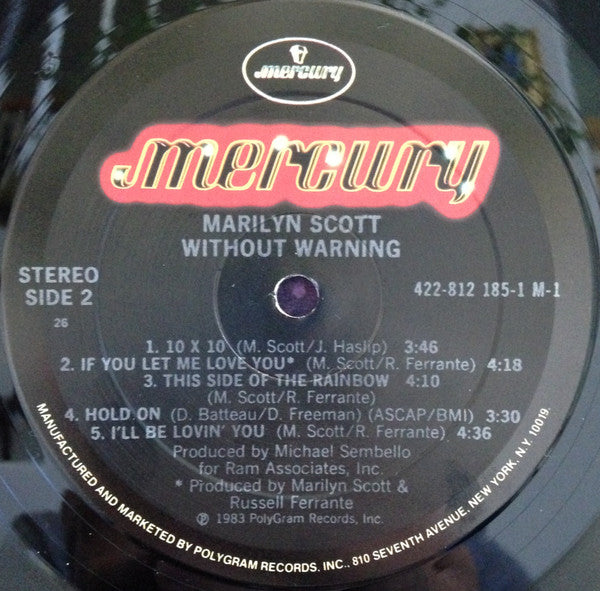 mercury
mercury
MARILYN SCOTT
WITHOUT WARNING
STEREO
SIDE 2
422-812 185-1 M-1
26
1. 10 X 10 (M. Scott/J. Haslip) 3:46
2. IF YOU LET ME LOVE YOU* (M. Scott/R. Ferrante) 4:18
3. THIS SIDE OF THE RAINBOW 4:10
(M. Scott/R. Ferrante)
4. HOLD ON (D. Batteau/D. Freeman) (ASCAP/BMI) 3:30
5. I'LL BE LOVIN' YOU (M. Scott/R. Ferrante) 4:36
Produced by Michael Sembello
for Ram Associates, Inc.
* Produced by Marilyn Scott &
Russell Ferrante
℗ 1983 PolyGram Records, Inc.
MANUFACTURED AND MARKETED BY POLYGRAM RECORDS. INC., 810 SEVENTH AVENUE. NEW YORK. N.Y. 10019